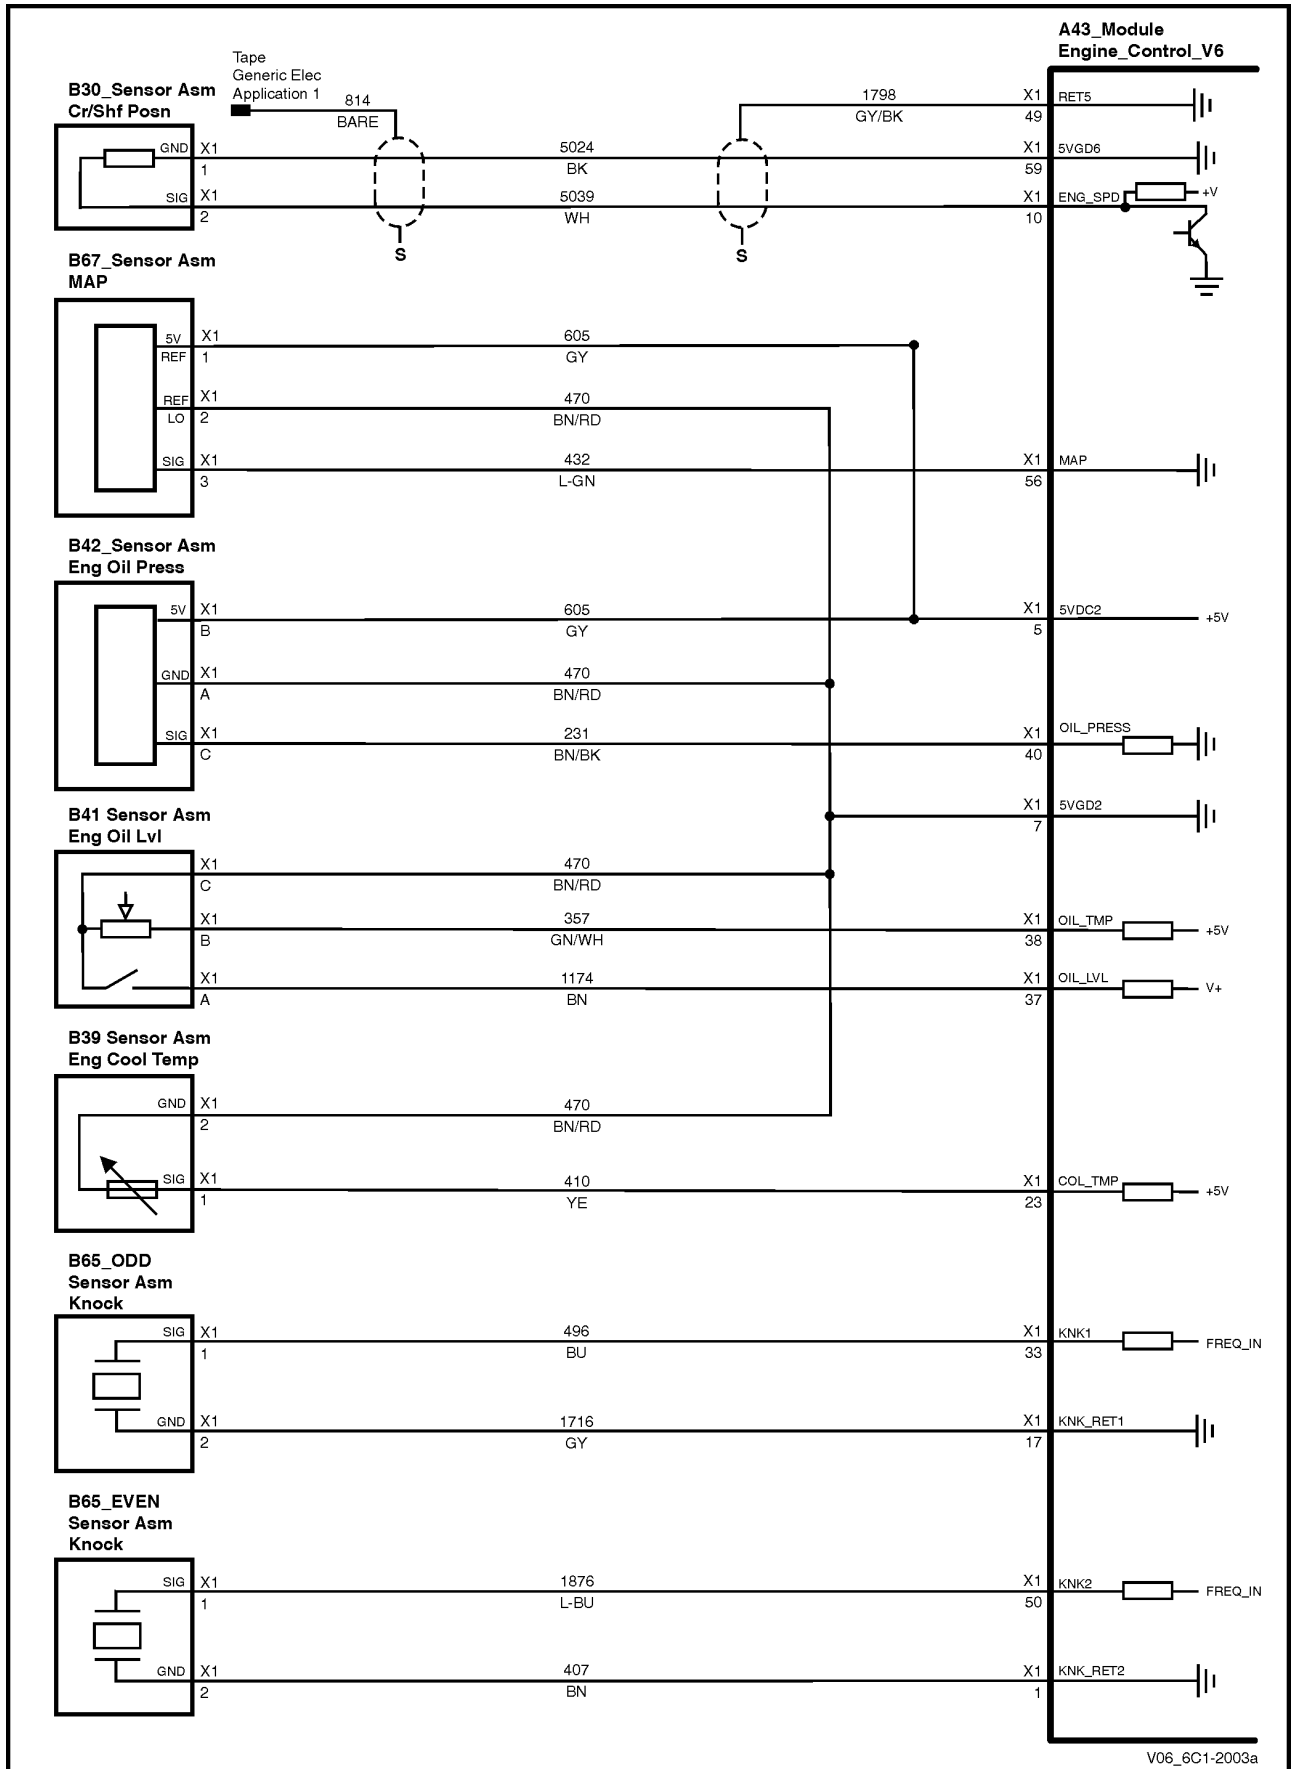 A43_Module
Engine_Control_V6
Tape
Generic Elec
Application 1
814
BARE
B30_Sensor Asm
Cr/Shf Posn
1798
GY/BK
X1
49
RET5
GND
X1
1
5024
BK
X1
59
5VGD6
SIG
X1
2
5039
WH
X1
10
ENG_SPD
+V
S
S
B67_Sensor Asm
MAP
5V
REF
X1
1
605
GY
REF
LO
X1
2
470
BN/RD
SIG
X1
3
432
L-GN
X1
56
MAP
B42_Sensor Asm
Eng Oil Press
5V
X1
B
605
GY
X1
5
5VDC2
+5V
GND
X1
A
470
BN/RD
SIG
X1
C
231
BN/BK
X1
40
OIL_PRESS
X1
7
5VGD2
B41 Sensor Asm
Eng Oil Lvl
X1
C
470
BN/RD
X1
B
357
GN/WH
X1
38
OIL_TMP
+5V
X1
A
1174
BN
X1
37
OIL_LVL
V+
B39 Sensor Asm
Eng Cool Temp
GND
X1
2
470
BN/RD
SIG
X1
1
410
YE
X1
23
COL_TMP
+5V
B65_ODD
Sensor Asm
Knock
SIG
X1
1
496
BU
X1
33
KNK1
FREQ_IN
GND
X1
2
1716
GY
X1
17
KNK_RET1
B65_EVEN
Sensor Asm
Knock
SIG
X1
1
1876
L-BU
X1
50
KNK2
FREQ_IN
GND
X1
2
407
BN
X1
1
KNK_RET2
V06_6C1-2003a